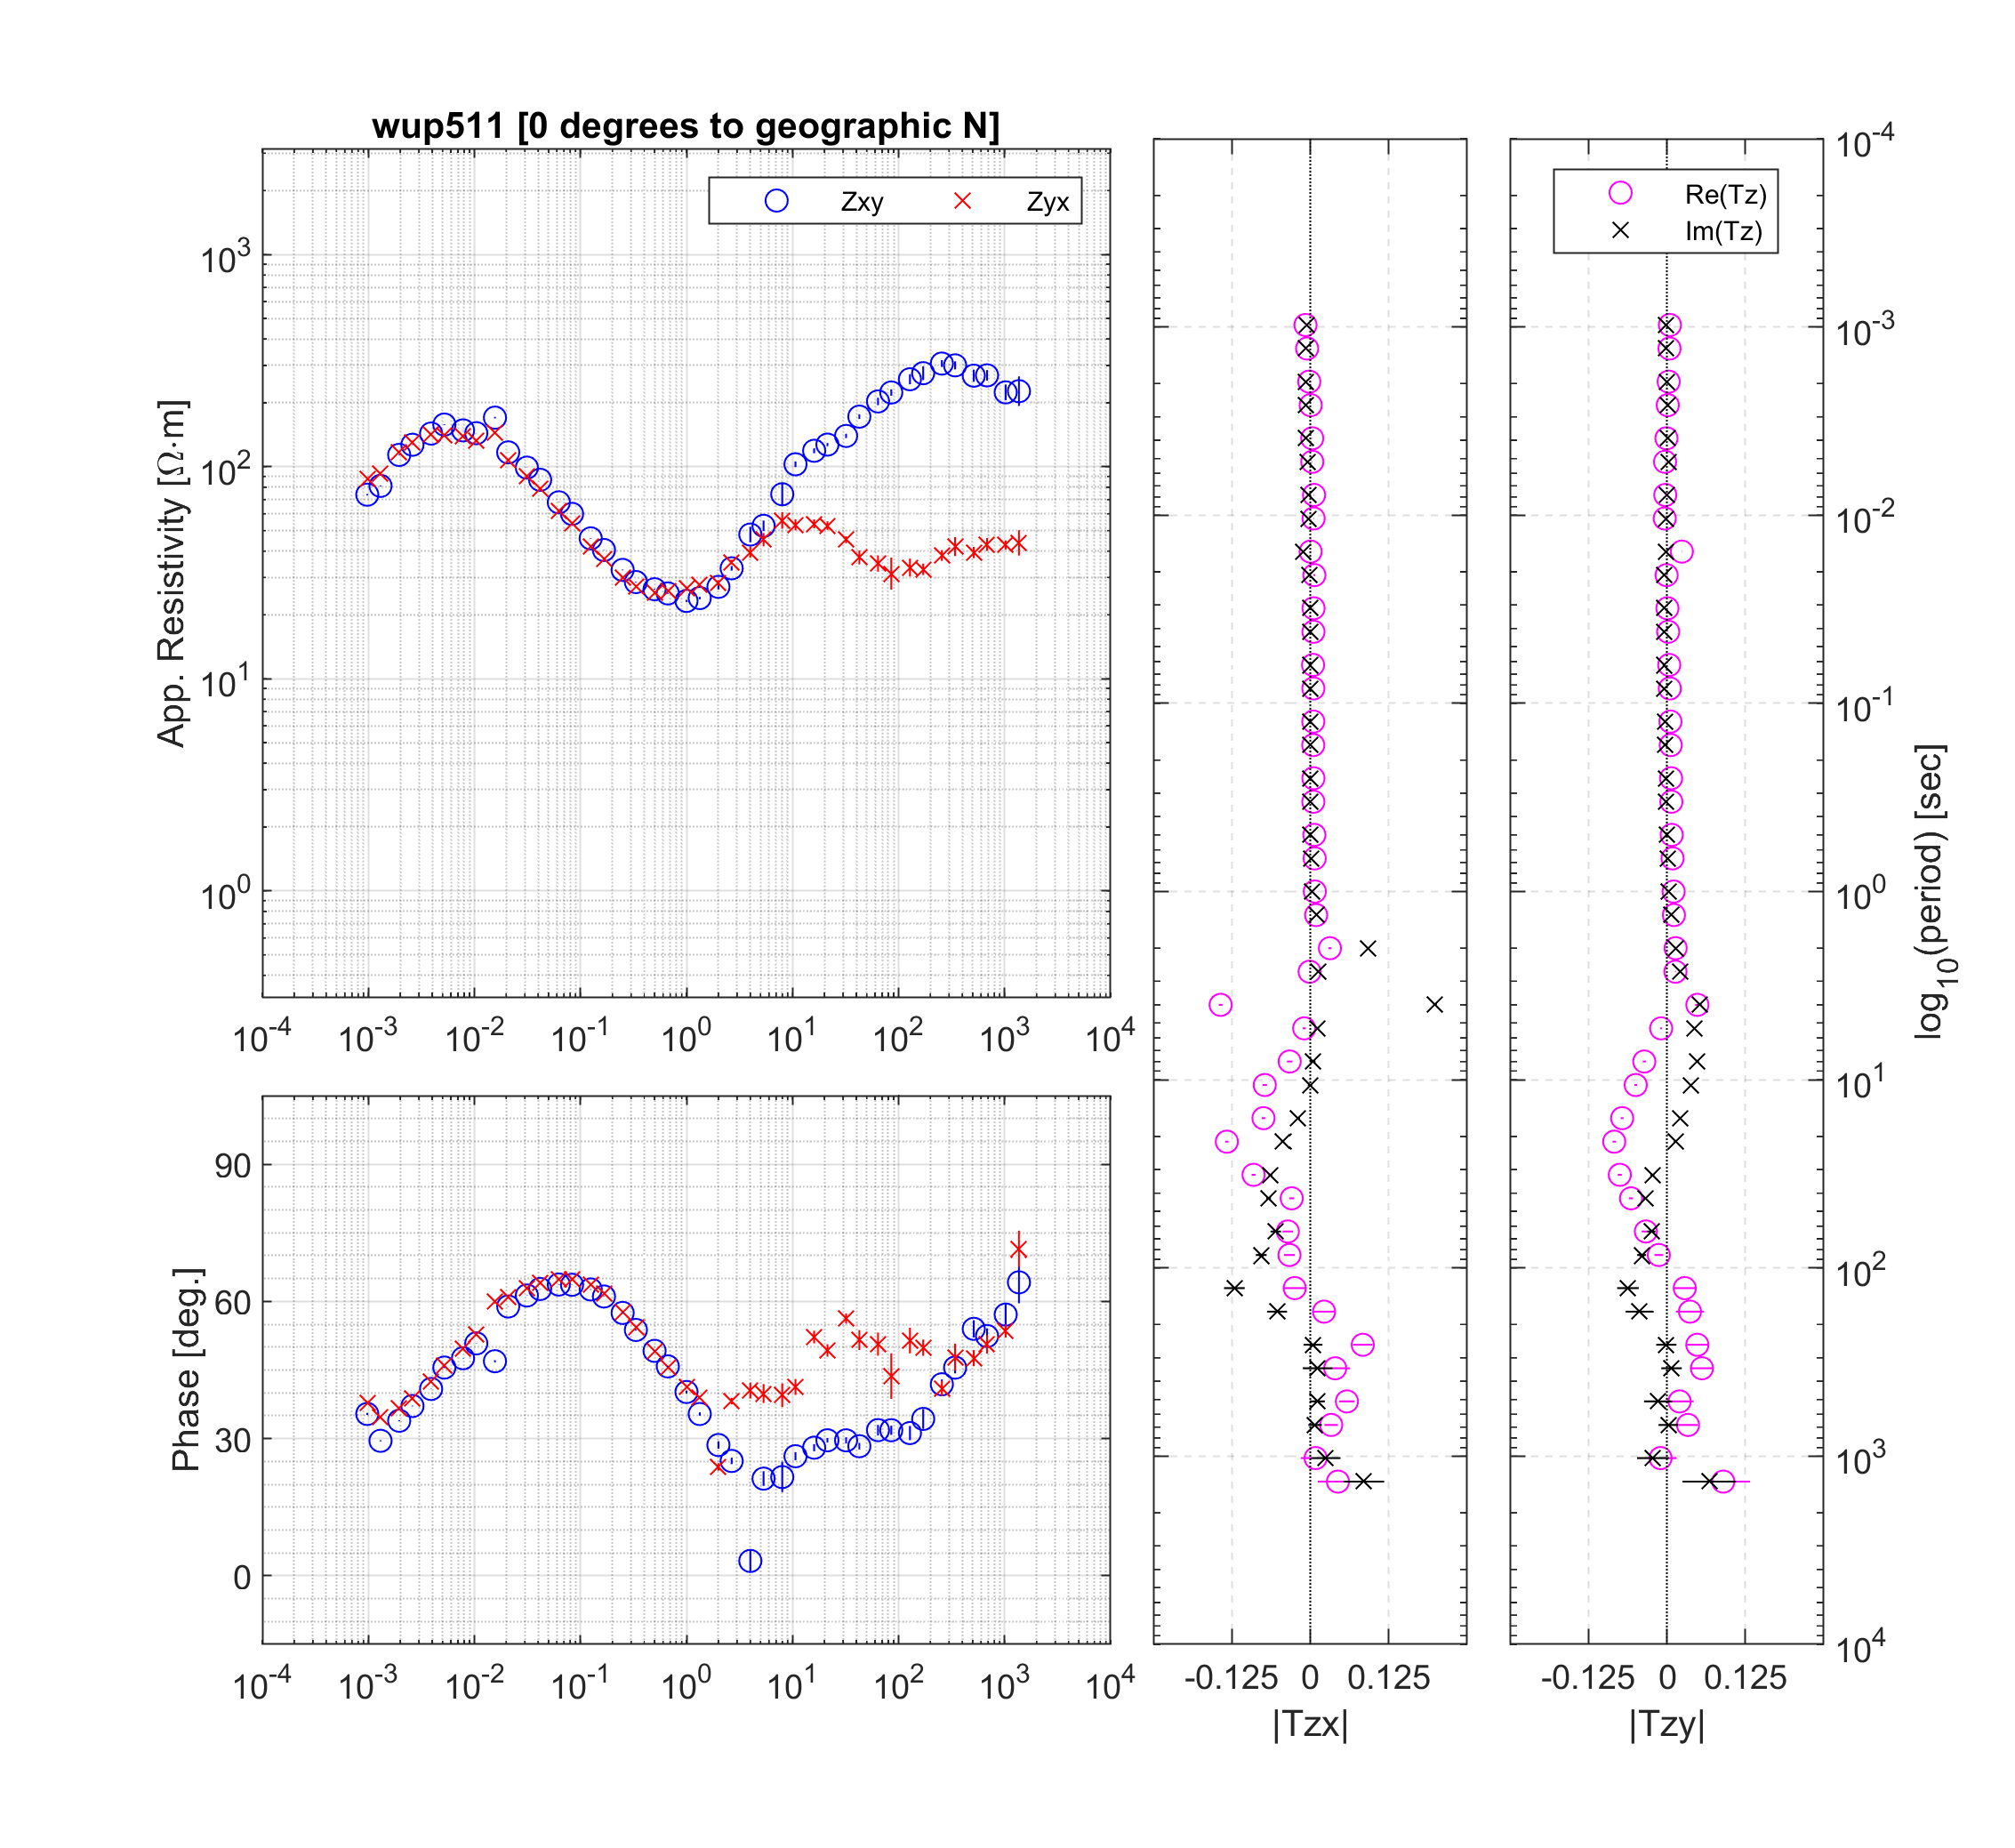 wup511 [0 degrees to geographic N]
Zxy Zyx
App. Resistivity [Ω·m]
10^3
10^2
10^1
10^0
10^-4 10^-3 10^-2 10^-1 10^0 10^1 10^2 10^3 10^4
Phase [deg.]
90
60
30
0
10^-4 10^-3 10^-2 10^-1 10^0 10^1 10^2 10^3 10^4
-0.125 0 0.125
|Tzx|
Re(Tz)
Im(Tz)
-0.125 0 0.125
|Tzy|
10^-4
10^-3
10^-2
10^-1
10^0
10^1
10^2
10^3
10^4
log_10(period) [sec]